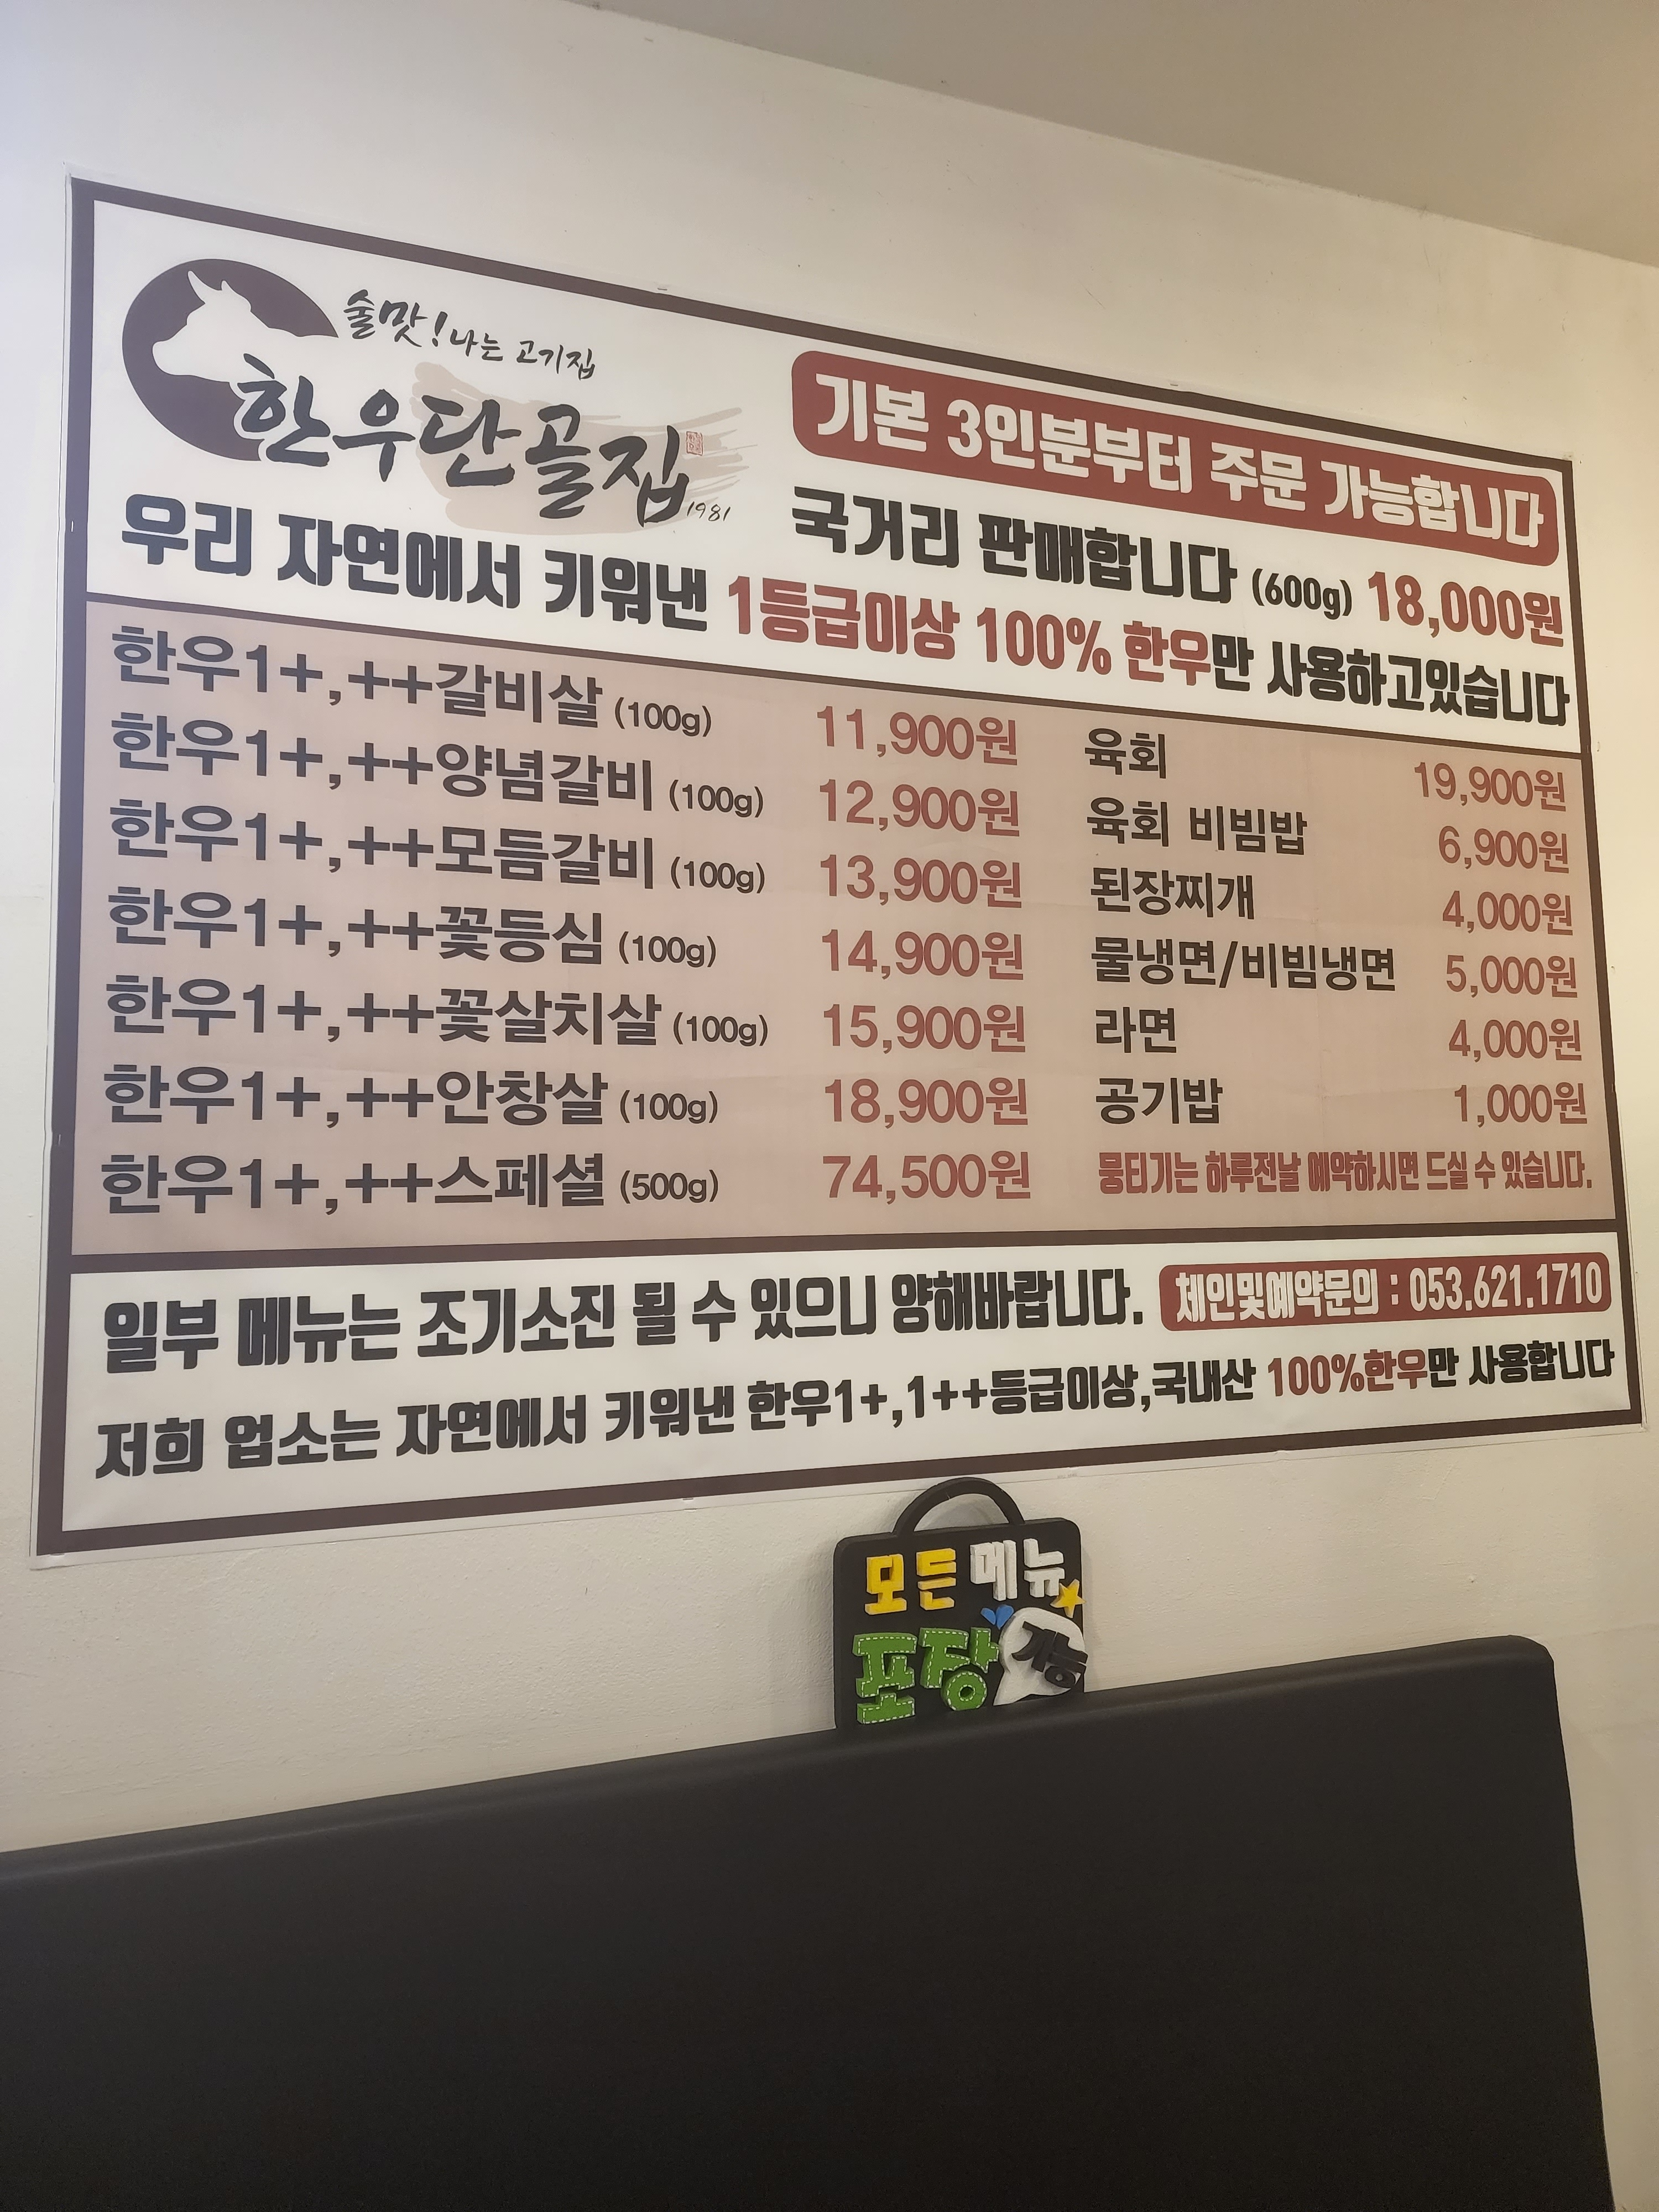 술맛!나는 고기집
한우단골집
1981
기본 3인분부터 주문 가능합니다
국거리 판매합니다 (600g) 18,000원
우리 자연에서 키워낸 1등급이상 100% 한우만 사용하고있습니다
한우1+,++갈비살 (100g) 11,900원
한우1+,++양념갈비 (100g) 12,900원
한우1+,++모듬갈비 (100g) 13,900원
한우1+,++꽃등심 (100g) 14,900원
한우1+,++꽃살치살 (100g) 15,900원
한우1+,++안창살 (100g) 18,900원
한우1+,++스페셜 (500g) 74,500원
육회 19,900원
육회 비빔밥 6,900원
된장찌개 4,000원
물냉면/비빔냉면 5,000원
라면 4,000원
공기밥 1,000원
뭉티기는 하루전날 예약하시면 드실 수 있습니다.
일부 메뉴는 조기소진 될 수 있으니 양해바랍니다.
체인및예약문의 : 053.621.1710
저희 업소는 자연에서 키워낸 한우1+,1++등급이상,국내산 100%한우만 사용합니다
모든 메뉴
포장 가능